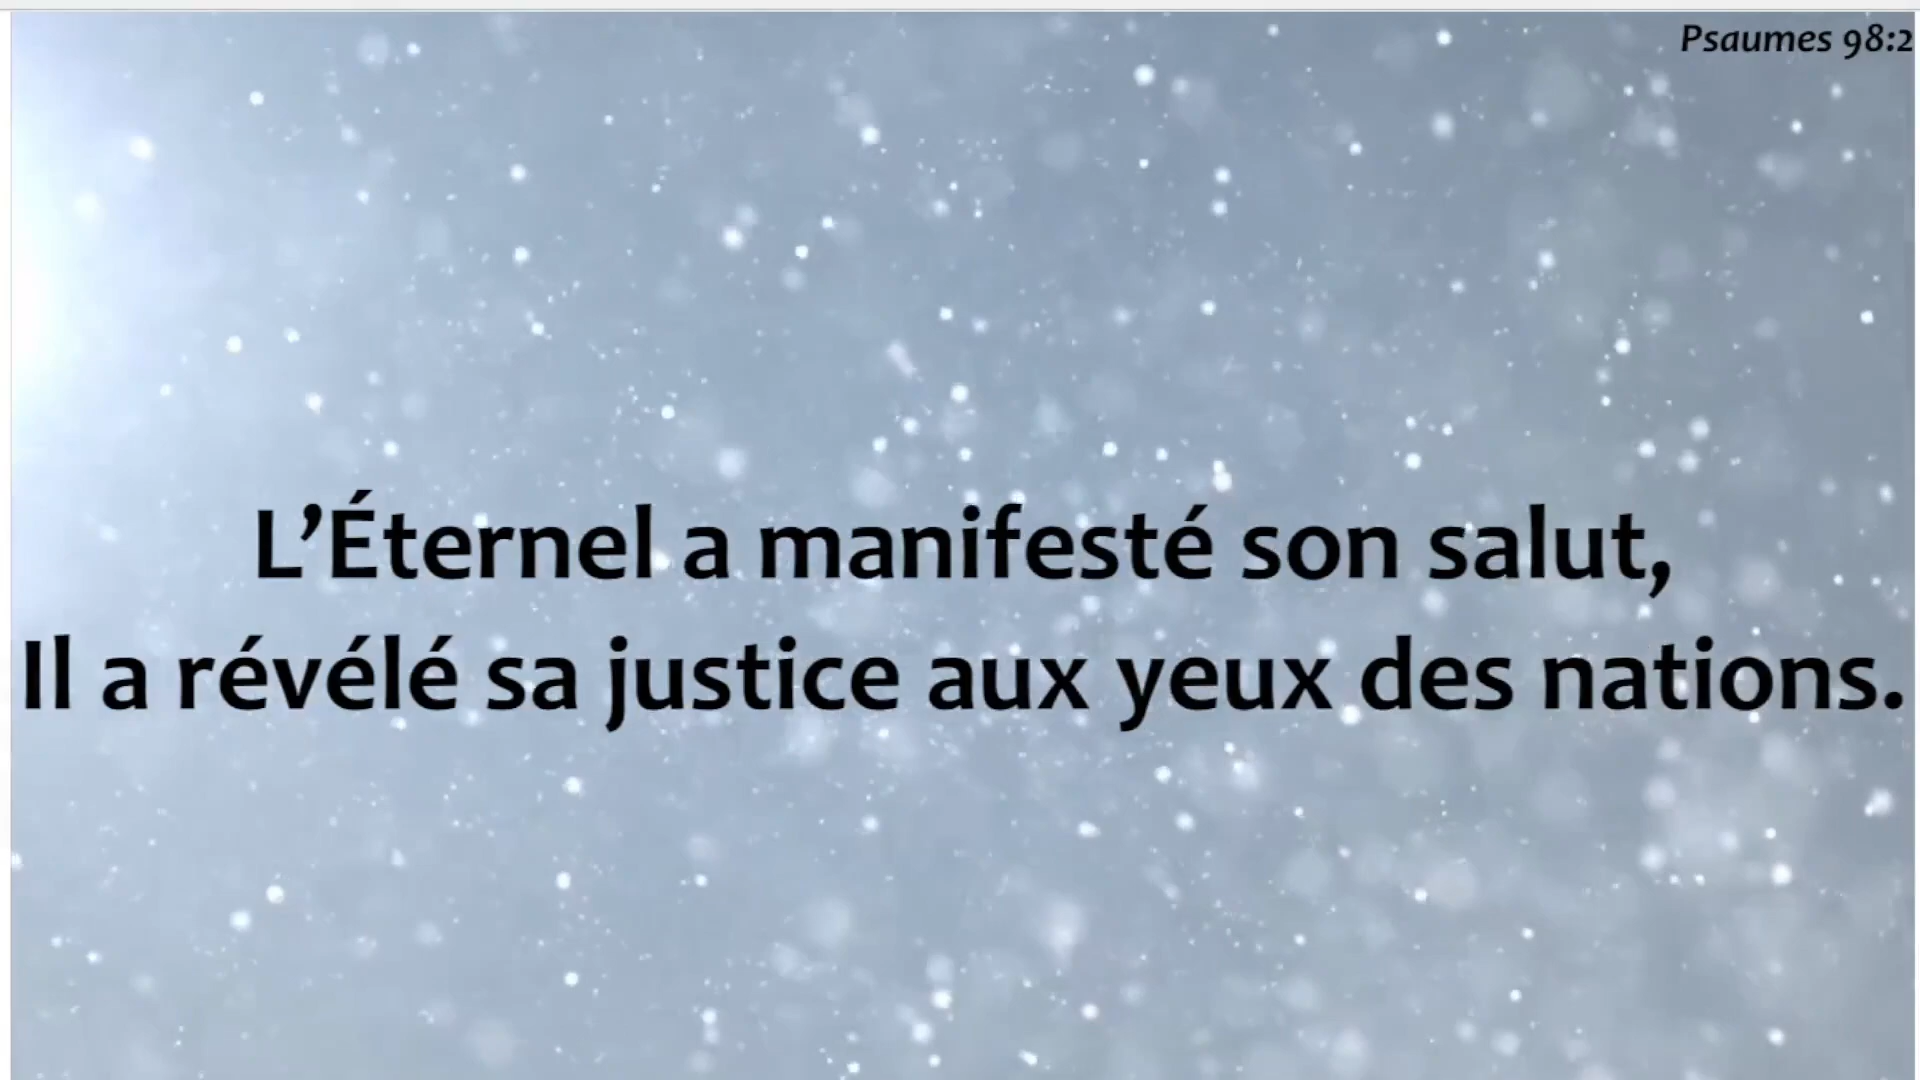 Psaumes 98:2
L’Éternel a manifesté son salut,
Il a révélé sa justice aux yeux des nations.